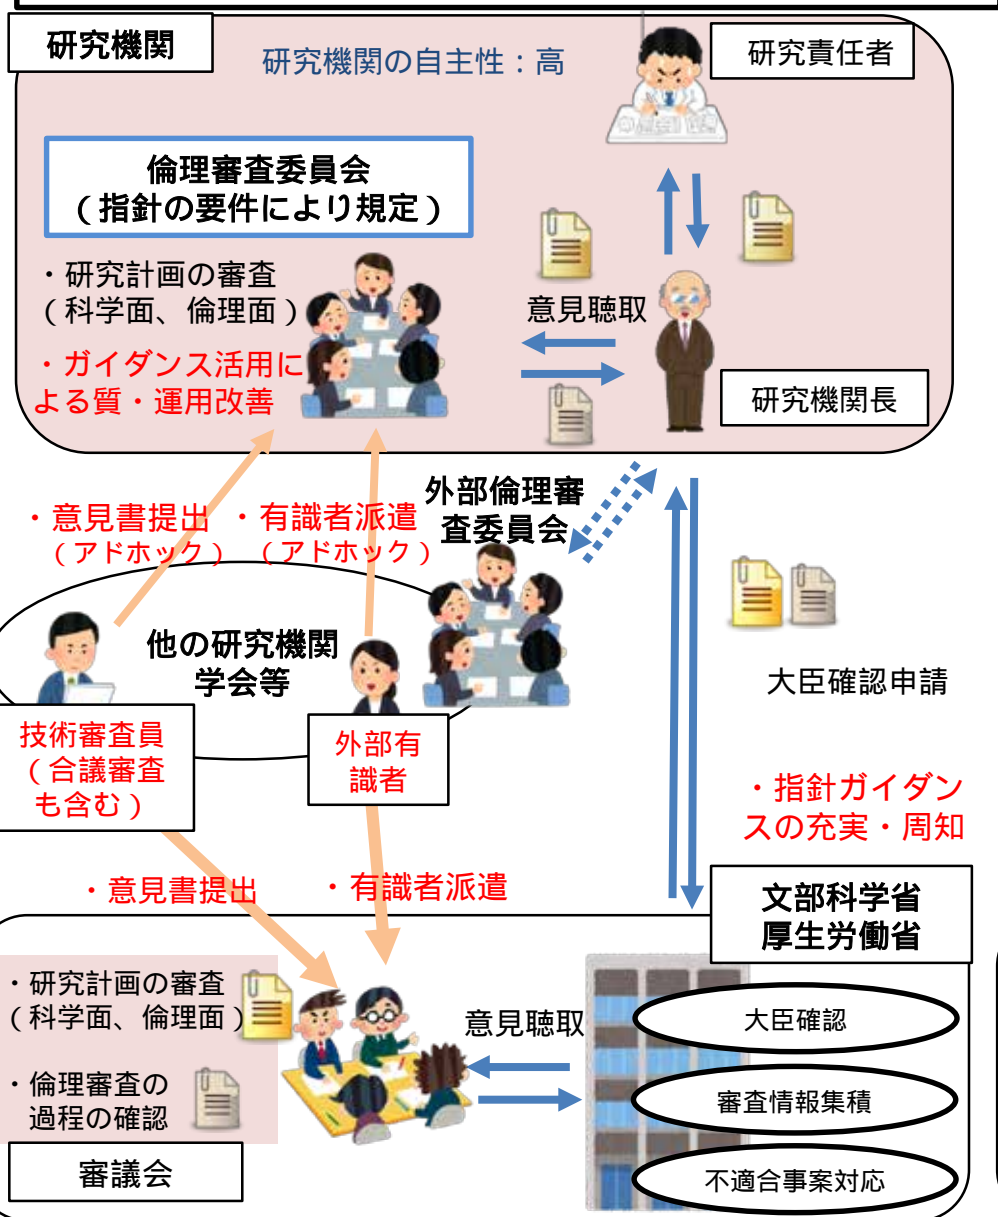 研究機関
研究機関の自主性：高
研究責任者
倫理審査委員会
（指針の要件により規定）
・研究計画の審査
（科学面、倫理面）
・ガイダンス活用に
よる質・運用改善
意見聴取
研究機関長
外部倫理審
査委員会
・意見書提出
（アドホック）
・有識者派遣
（アドホック）
他の研究機関
学会等
技術審査員
（合議審査
も含む）
外部有
識者
大臣確認申請
・指針ガイダン
スの充実・周知
・意見書提出
・有識者派遣
文部科学省
厚生労働省
・研究計画の審査
（科学面、倫理面）
・倫理審査の
過程の確認
審議会
意見聴取
大臣確認
審査情報集積
不適合事案対応